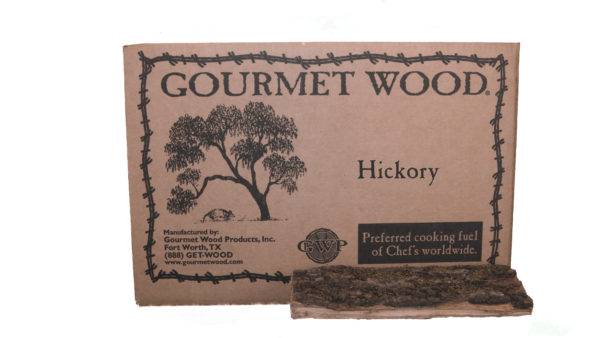 GOURMET WOOD®
Hickory
Manufactured by:
Gourmet Wood Products, Inc.
Fort Worth, TX
(888) GET-WOOD
www.gourmetwood.com
GWP
Preferred cooking fuel
of Chef's worldwide.